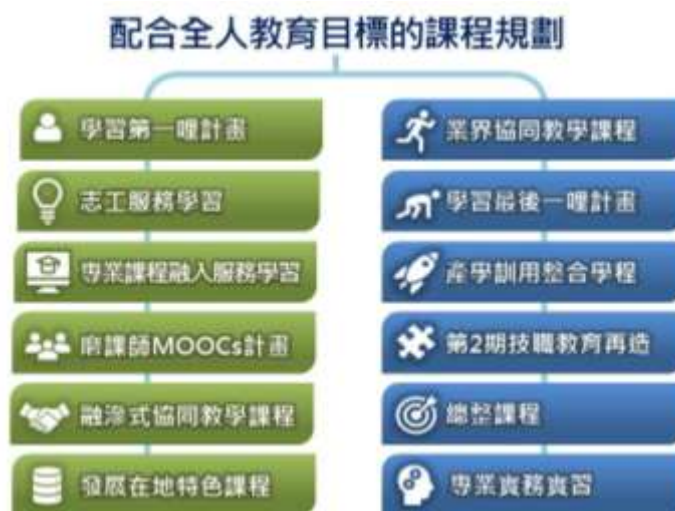 配合全人教育目標的課程規劃
學習第一哩計畫
志工服務學習
專業課程融入服務學習
磨課師MOOCs計畫
融滲式協同教學課程
發展在地特色課程
業界協同教學課程
學習最後一哩計畫
產學訓用整合學程
第2期技職教育再造
總整課程
專業實務實習